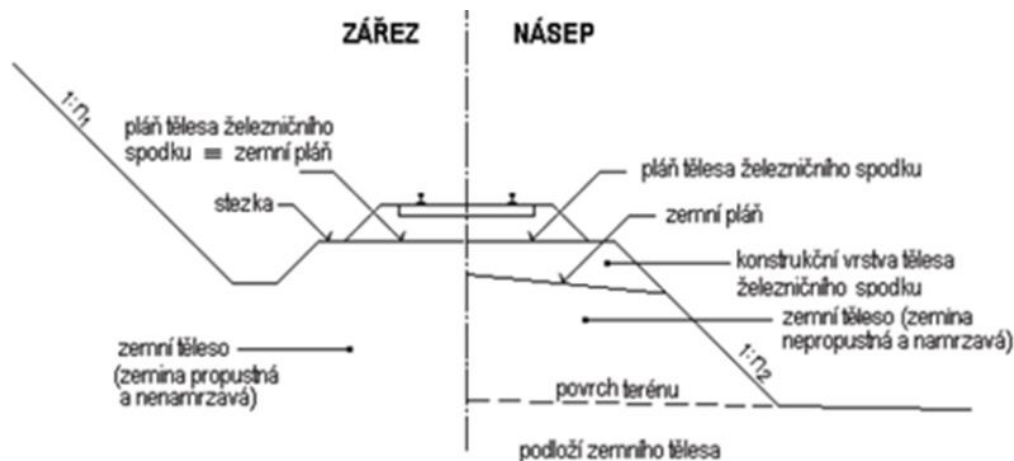 ZÁŘEZ
NÁSEP
1:n1
pláň tělesa železničního
spodku ≡ zemní pláň
stezka
pláň tělesa železničního spodku
zemní pláň
konstrukční vrstva tělesa
železničního spodku
zemní těleso (zemina
nepropustná a namrzavá)
zemní těleso
(zemina propustná
a nenamrzavá)
1:n2
povrch terénu
podloží zemního tělesa